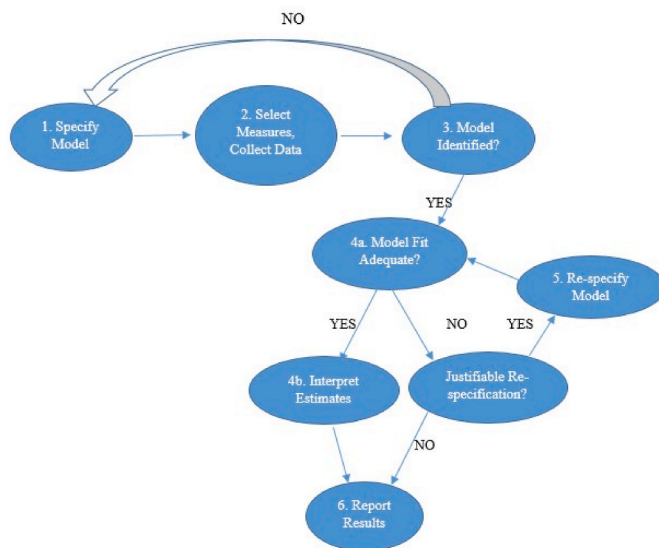 NO
1. Specify
Model
2. Select
Measures,
Collect Data
3. Model
Identified?
YES
4a. Model Fit
Adequate?
5. Re-specify
Model
YES
NO
YES
4b. Interpret
Estimates
Justifiable Re-
specification?
NO
6. Report
Results